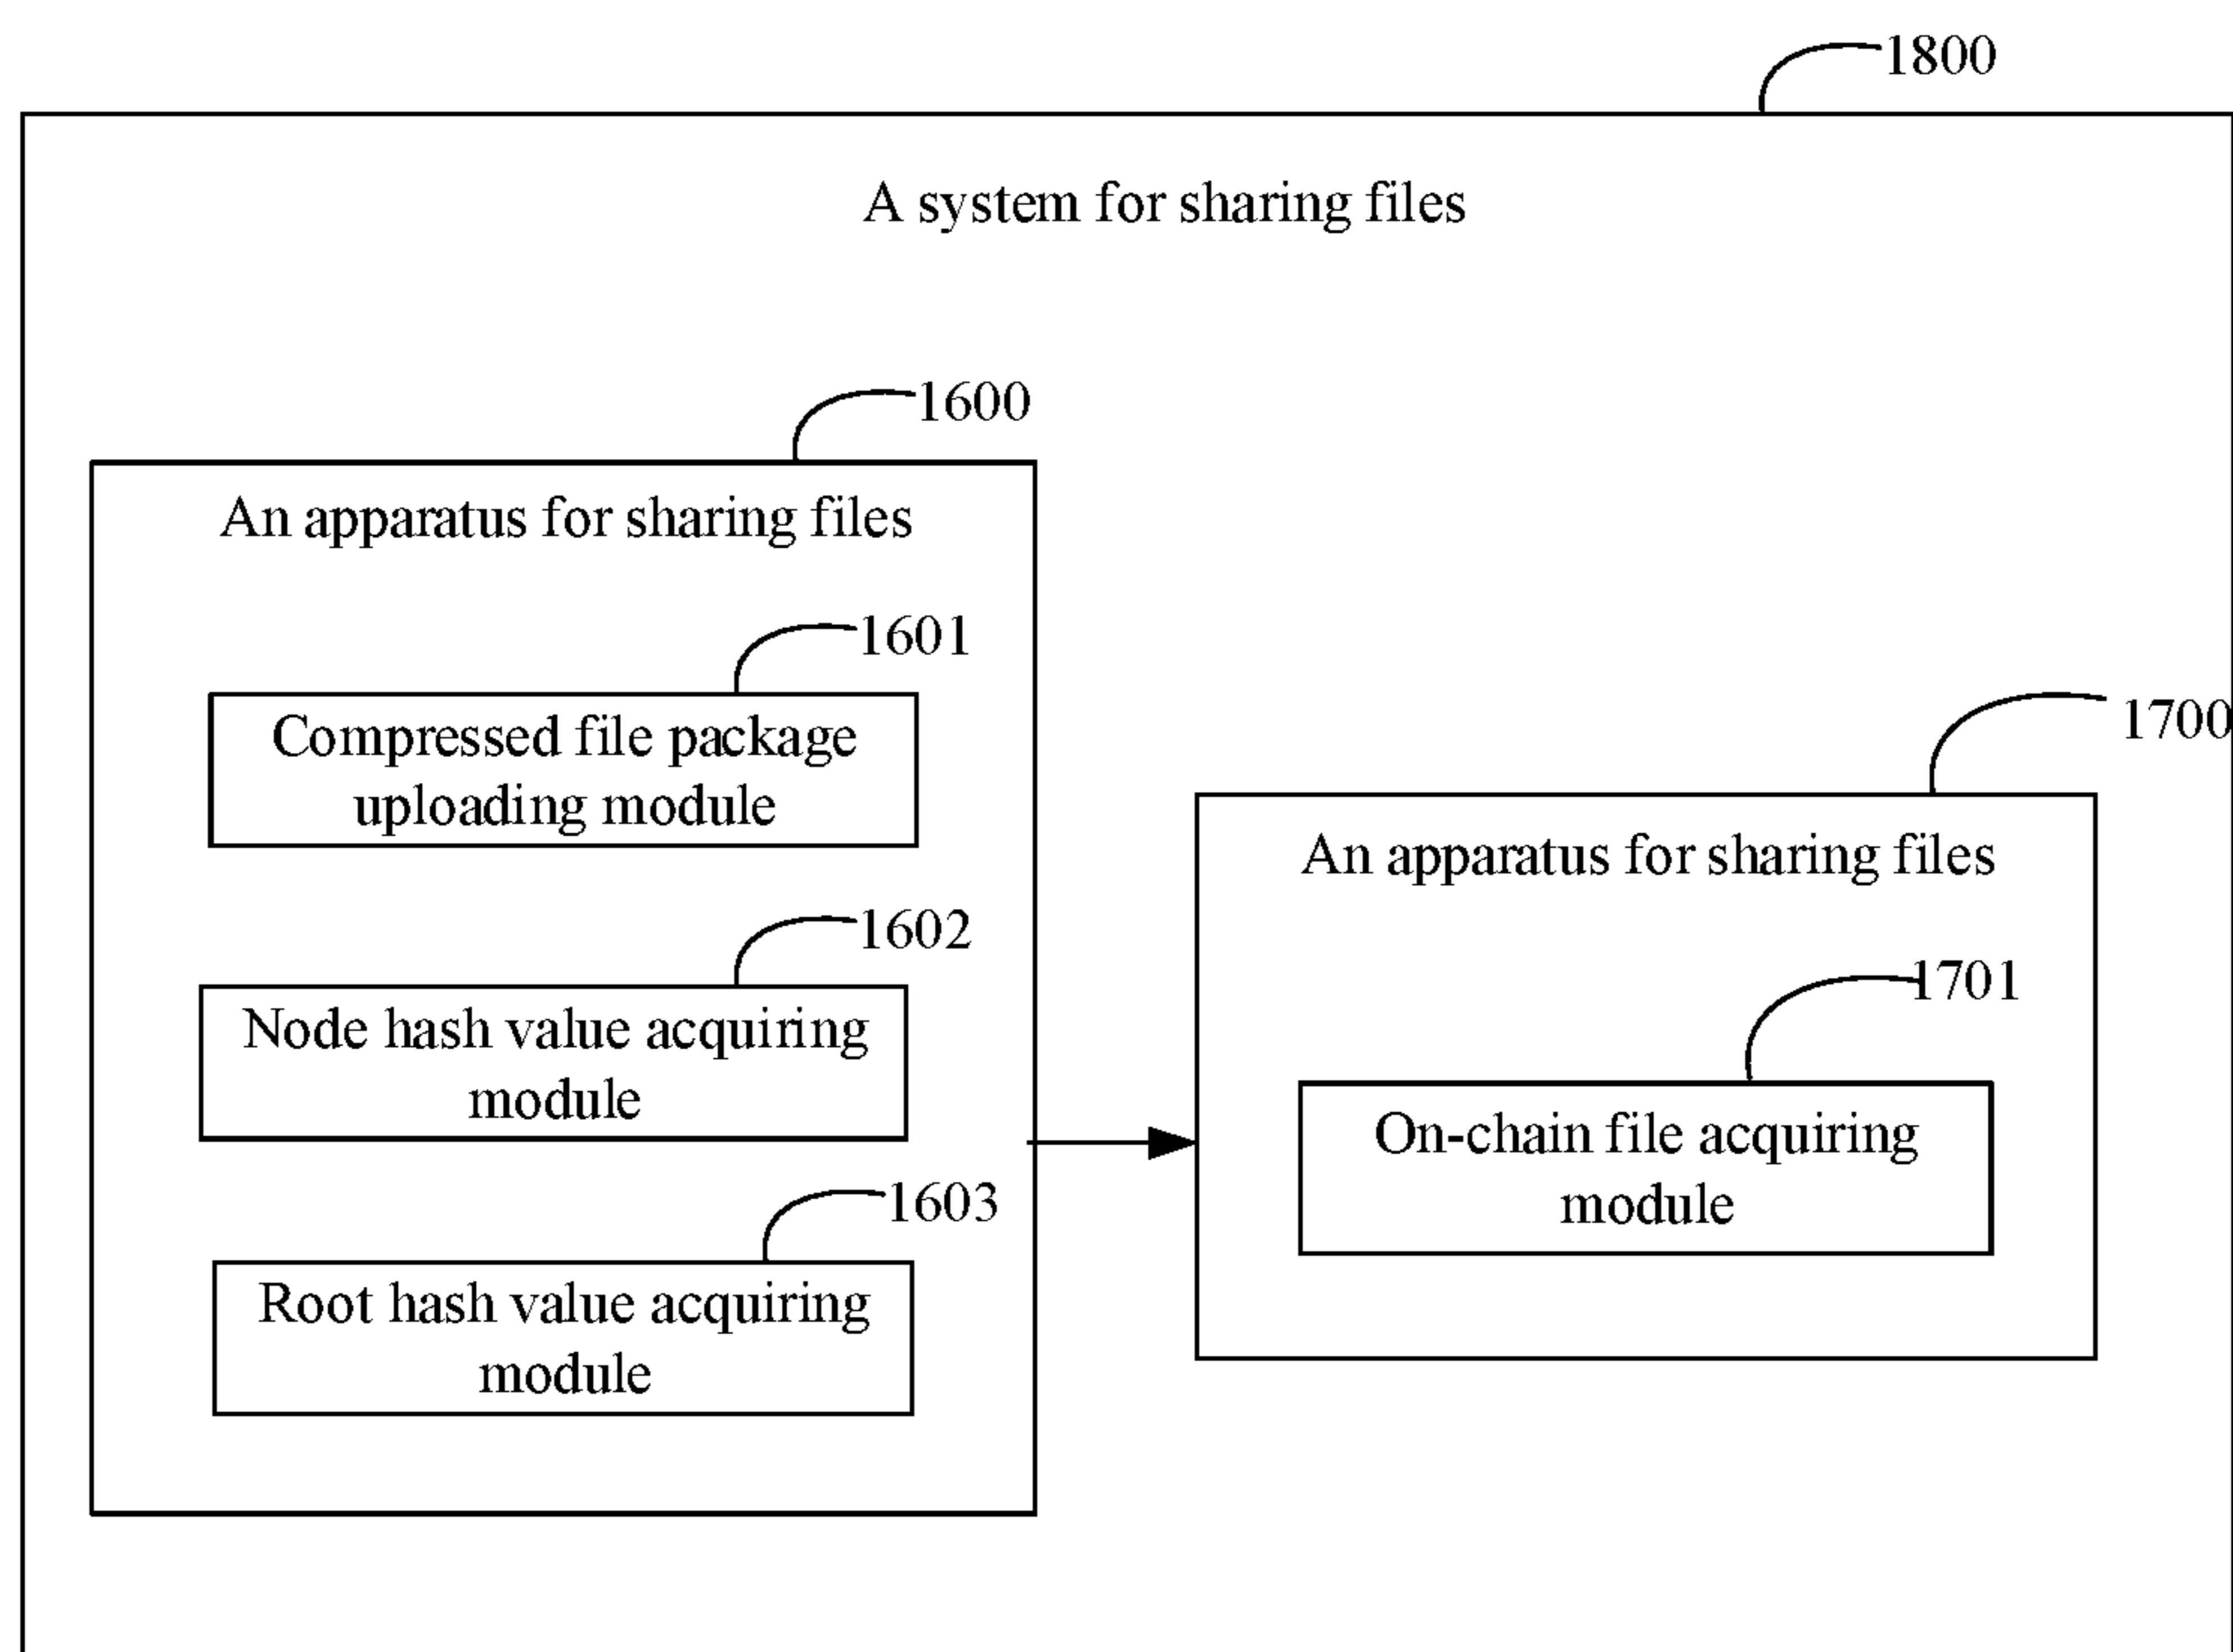 1800
A system for sharing files
1600
An apparatus for sharing files
1601
Compressed file package
uploading module
1602
Node hash value acquiring
module
1603
Root hash value acquiring
module
1700
An apparatus for sharing files
1701
On-chain file acquiring
module